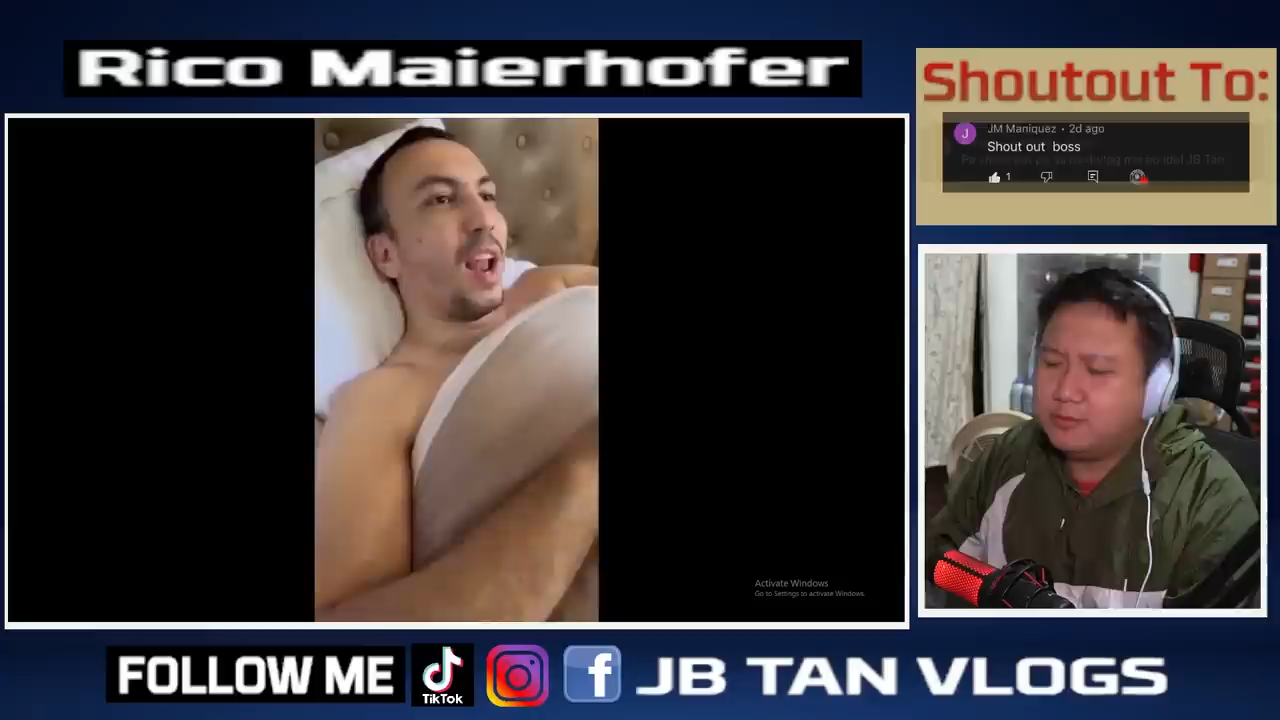 Rico Maierhofer
Shoutout To:
J
JM Maniquez • 2d ago
Shout out boss
1
Activate Windows
Go to Settings to activate Windows.
FOLLOW ME
TikTok
JB TAN VLOGS